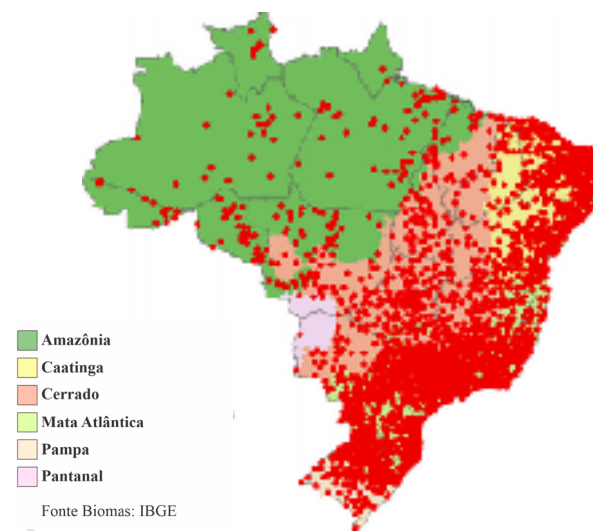 Amazônia
Caatinga
Cerrado
Mata Atlântica
Pampa
Pantanal
Fonte Biomas: IBGE